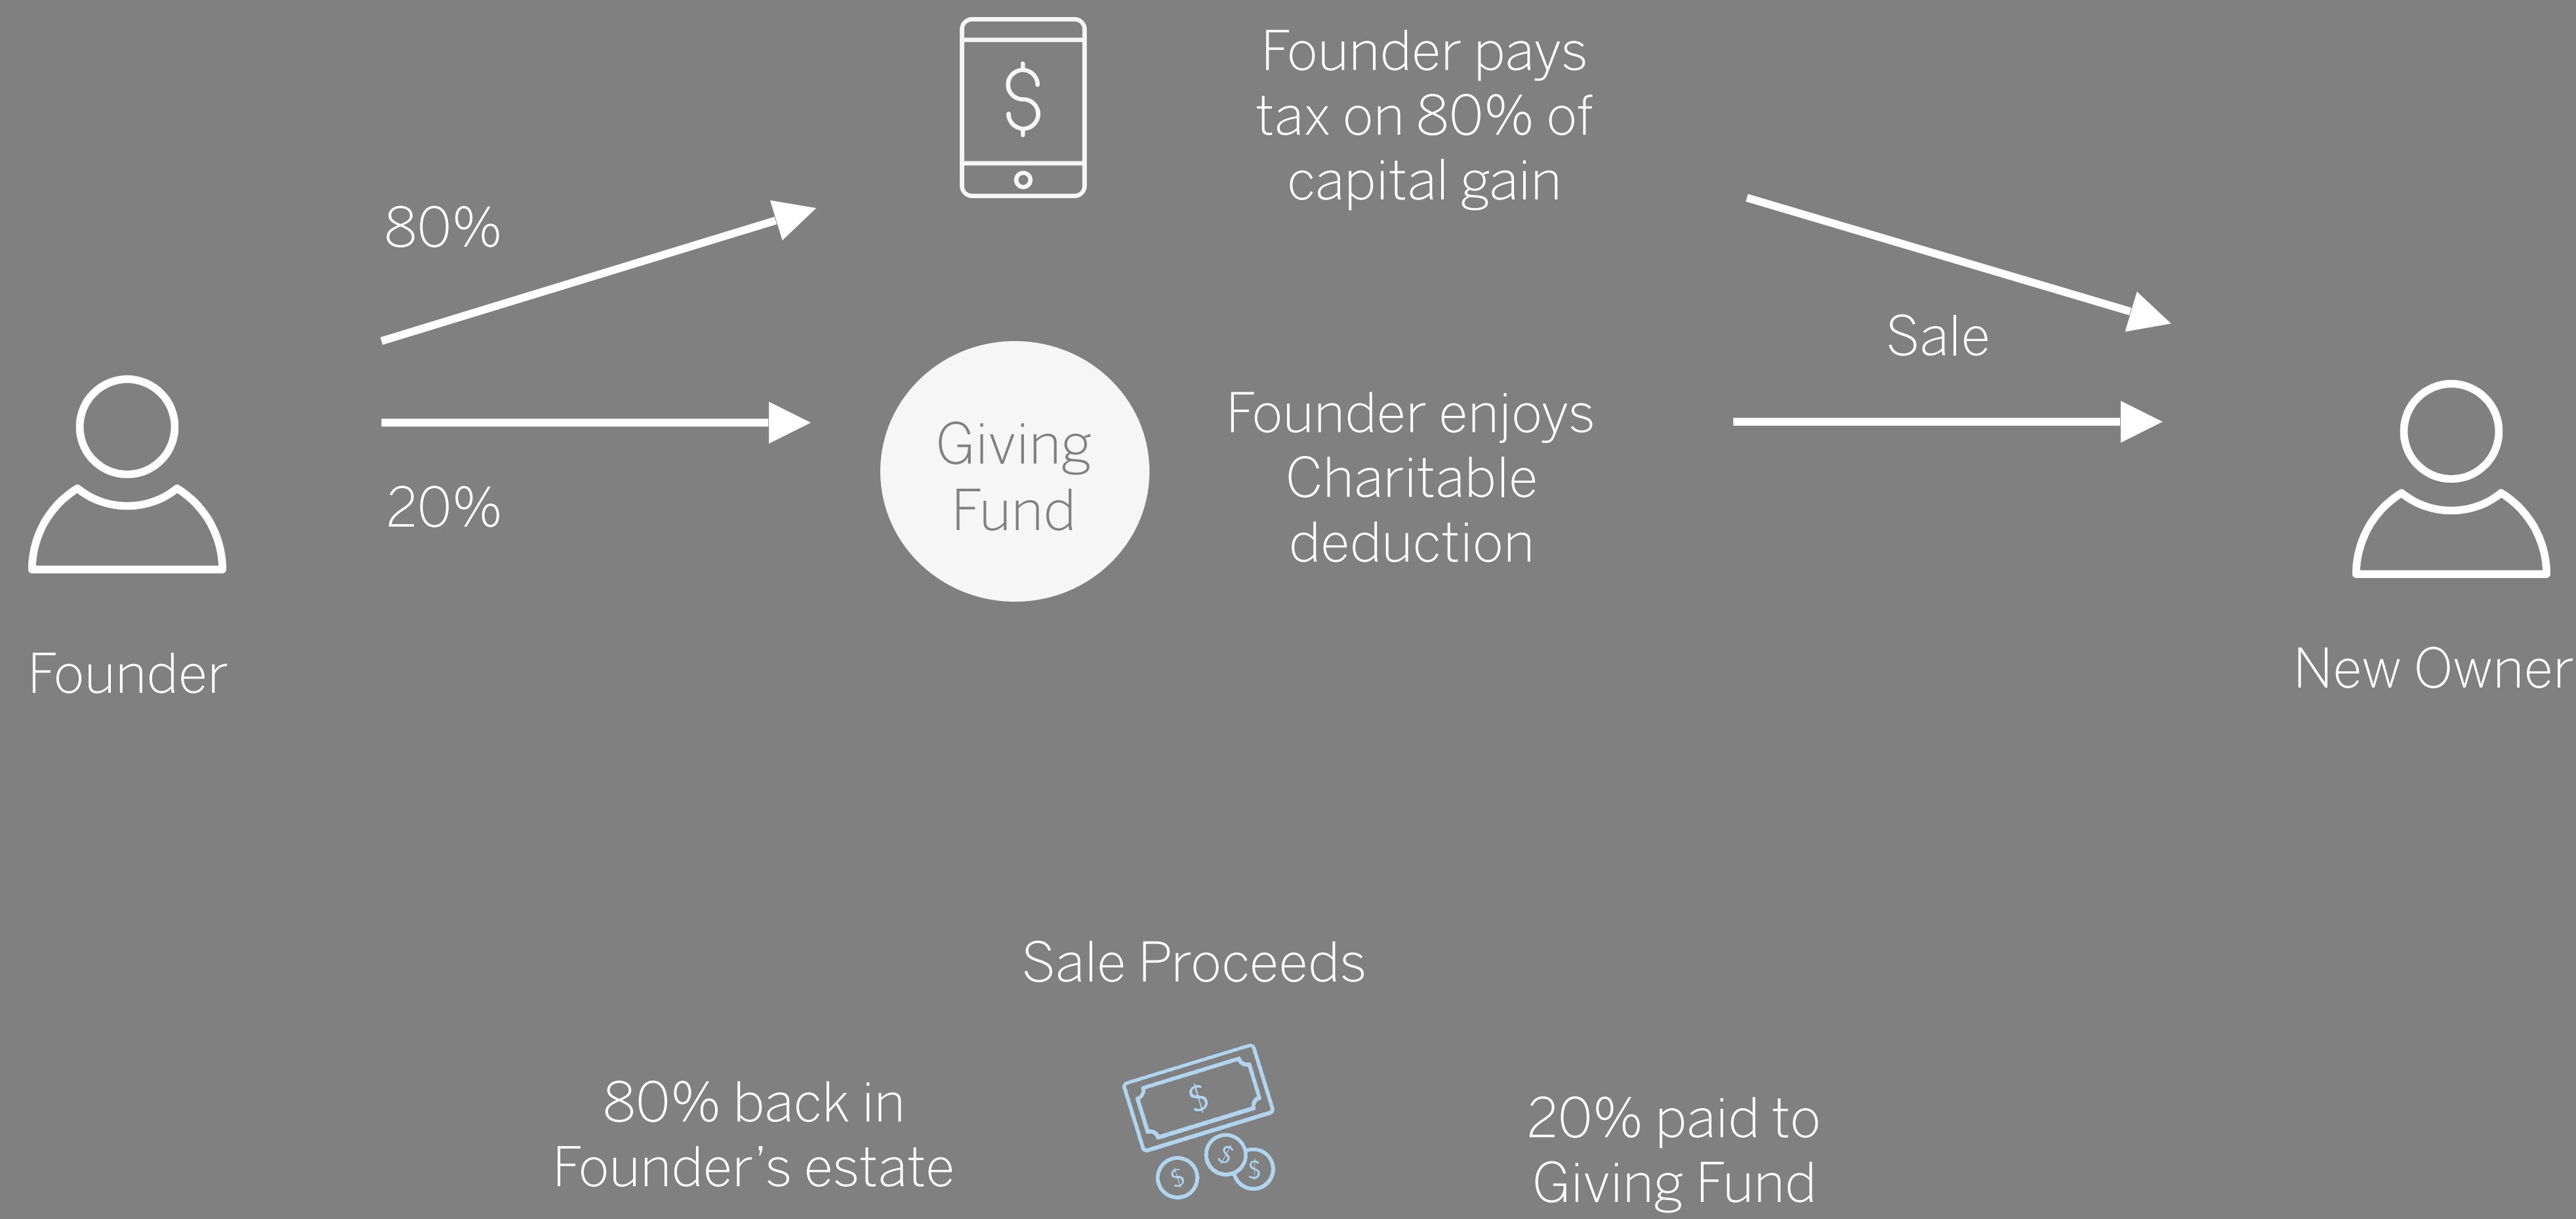 $
Founder pays
tax on 80% of
capital gain
80%
Sale
Giving
Fund
Founder enjoys
Charitable
deduction
20%
Founder
New Owner
Sale Proceeds
80% back in
Founder’s estate
$
$
$
$
20% paid to
Giving Fund